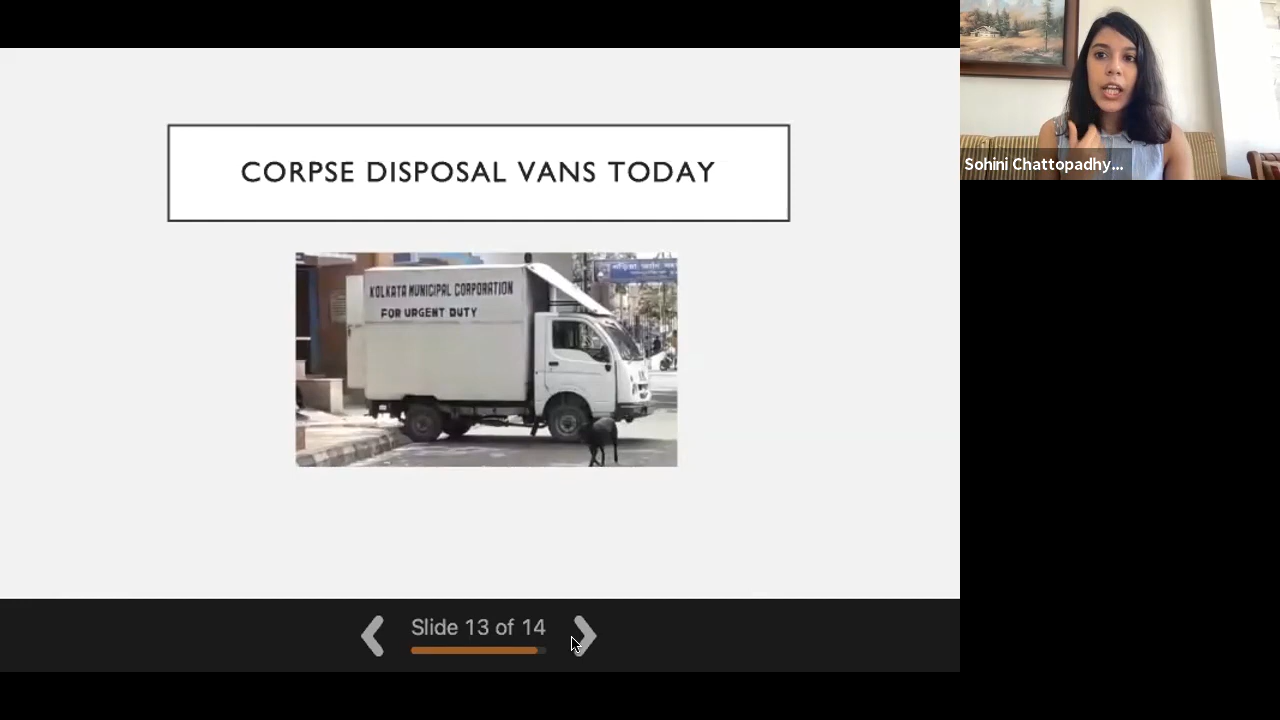 CORPSE DISPOSAL VANS TODAY
KOLKATA MUNICIPAL CORPORATION
FOR URGENT DUTY
Sohini Chattopadhy...
Slide 13 of 14